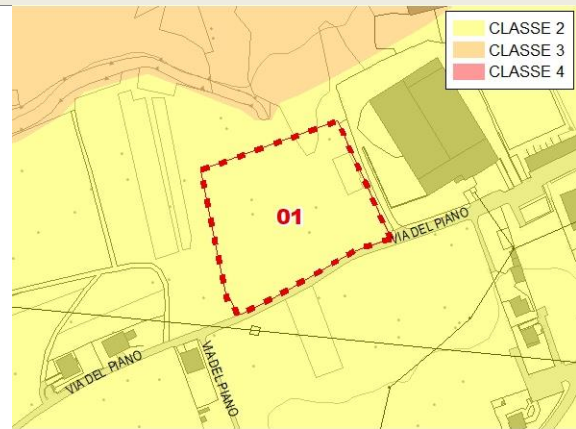 CLASSE 2
CLASSE 3
CLASSE 4
01
VIA DEL PIANO
VIA DEL PIANO
VIA DEL PIANO